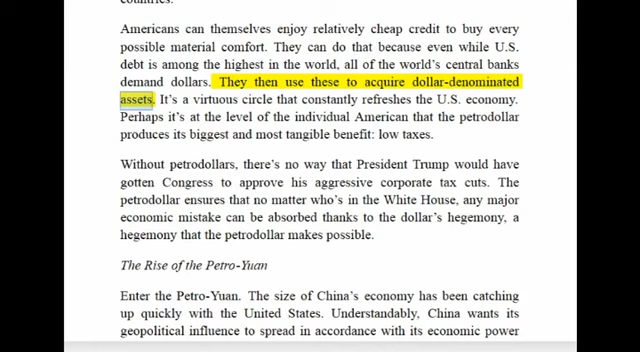 countries.
Americans can themselves enjoy relatively cheap credit to buy every
possible material comfort. They can do that because even while U.S.
debt is among the highest in the world, all of the world's central banks
demand dollars. They then use these to acquire dollar-denominated
assets. It's a virtuous circle that constantly refreshes the U.S. economy.
Perhaps it's at the level of the individual American that the petrodollar
produces its biggest and most tangible benefit: low taxes.
Without petrodollars, there's no way that President Trump would have
gotten Congress to approve his aggressive corporate tax cuts. The
petrodollar ensures that no matter who's in the White House, any major
economic mistake can be absorbed thanks to the dollar's hegemony, a
hegemony that the petrodollar makes possible.
The Rise of the Petro-Yuan
Enter the Petro-Yuan. The size of China's economy has been catching
up quickly with the United States. Understandably, China wants its
geopolitical influence to spread in accordance with its economic power